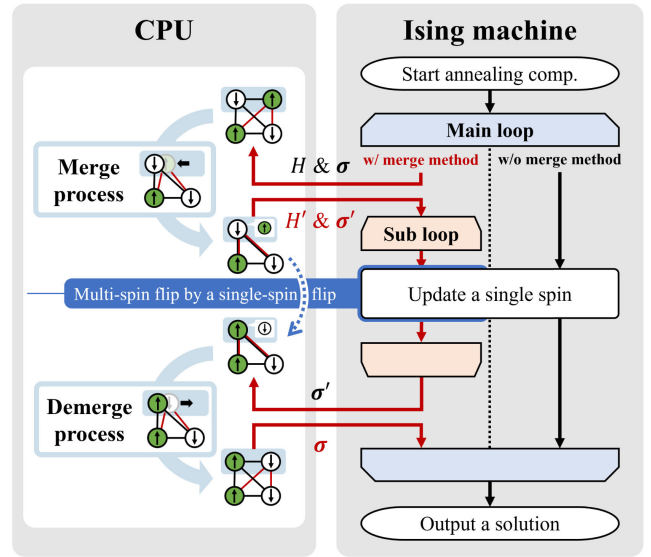 CPU
Ising machine
Start annealing comp.
Main loop
w/ merge method
w/o merge method
H & σ
Merge
process
H′ & σ′
Sub loop
Multi-spin flip by a single-spin flip
Update a single spin
Demerge
process
σ′
σ
Output a solution